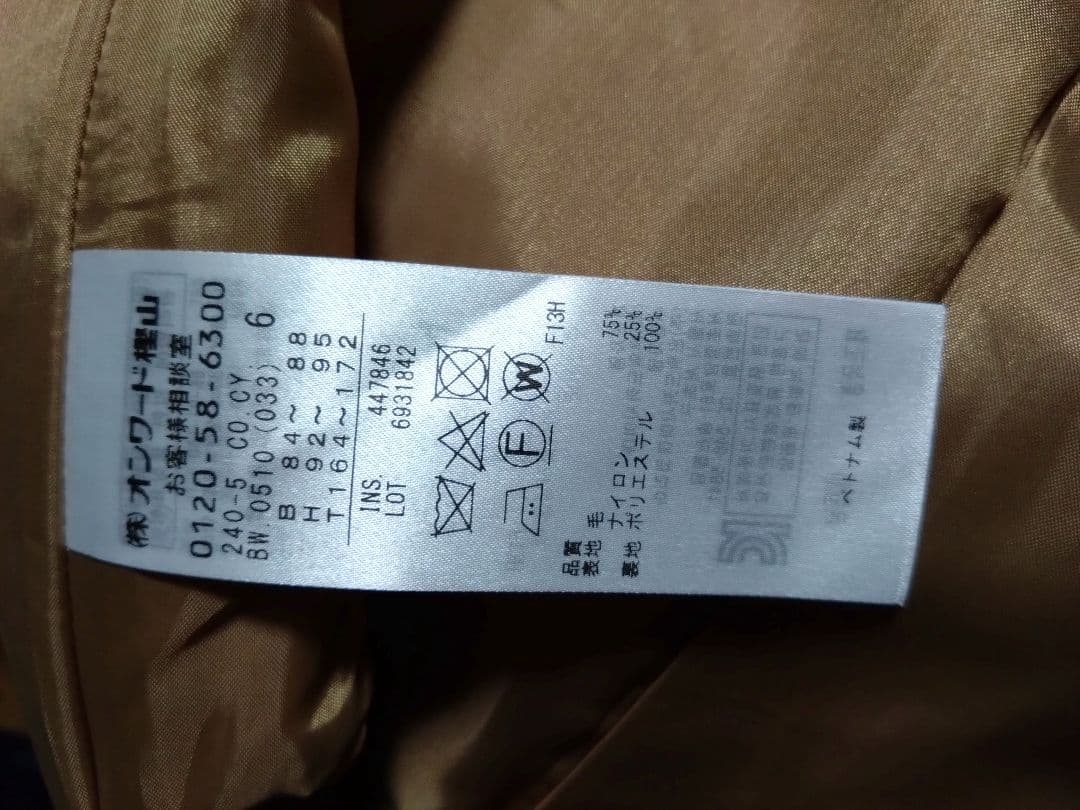 (株)オンワード樫山
お客様相談室
0120-58-6300
240-5 CO.CY
BW.0510 (033) 6
B 84~ 88
H 92~ 95
T164~172
INS. 447846
LOT 6931842
F
W
F13H
品質
表地 毛 75%
ナイロン 25%
裏地 ポリエステル 100%
ベトナム製